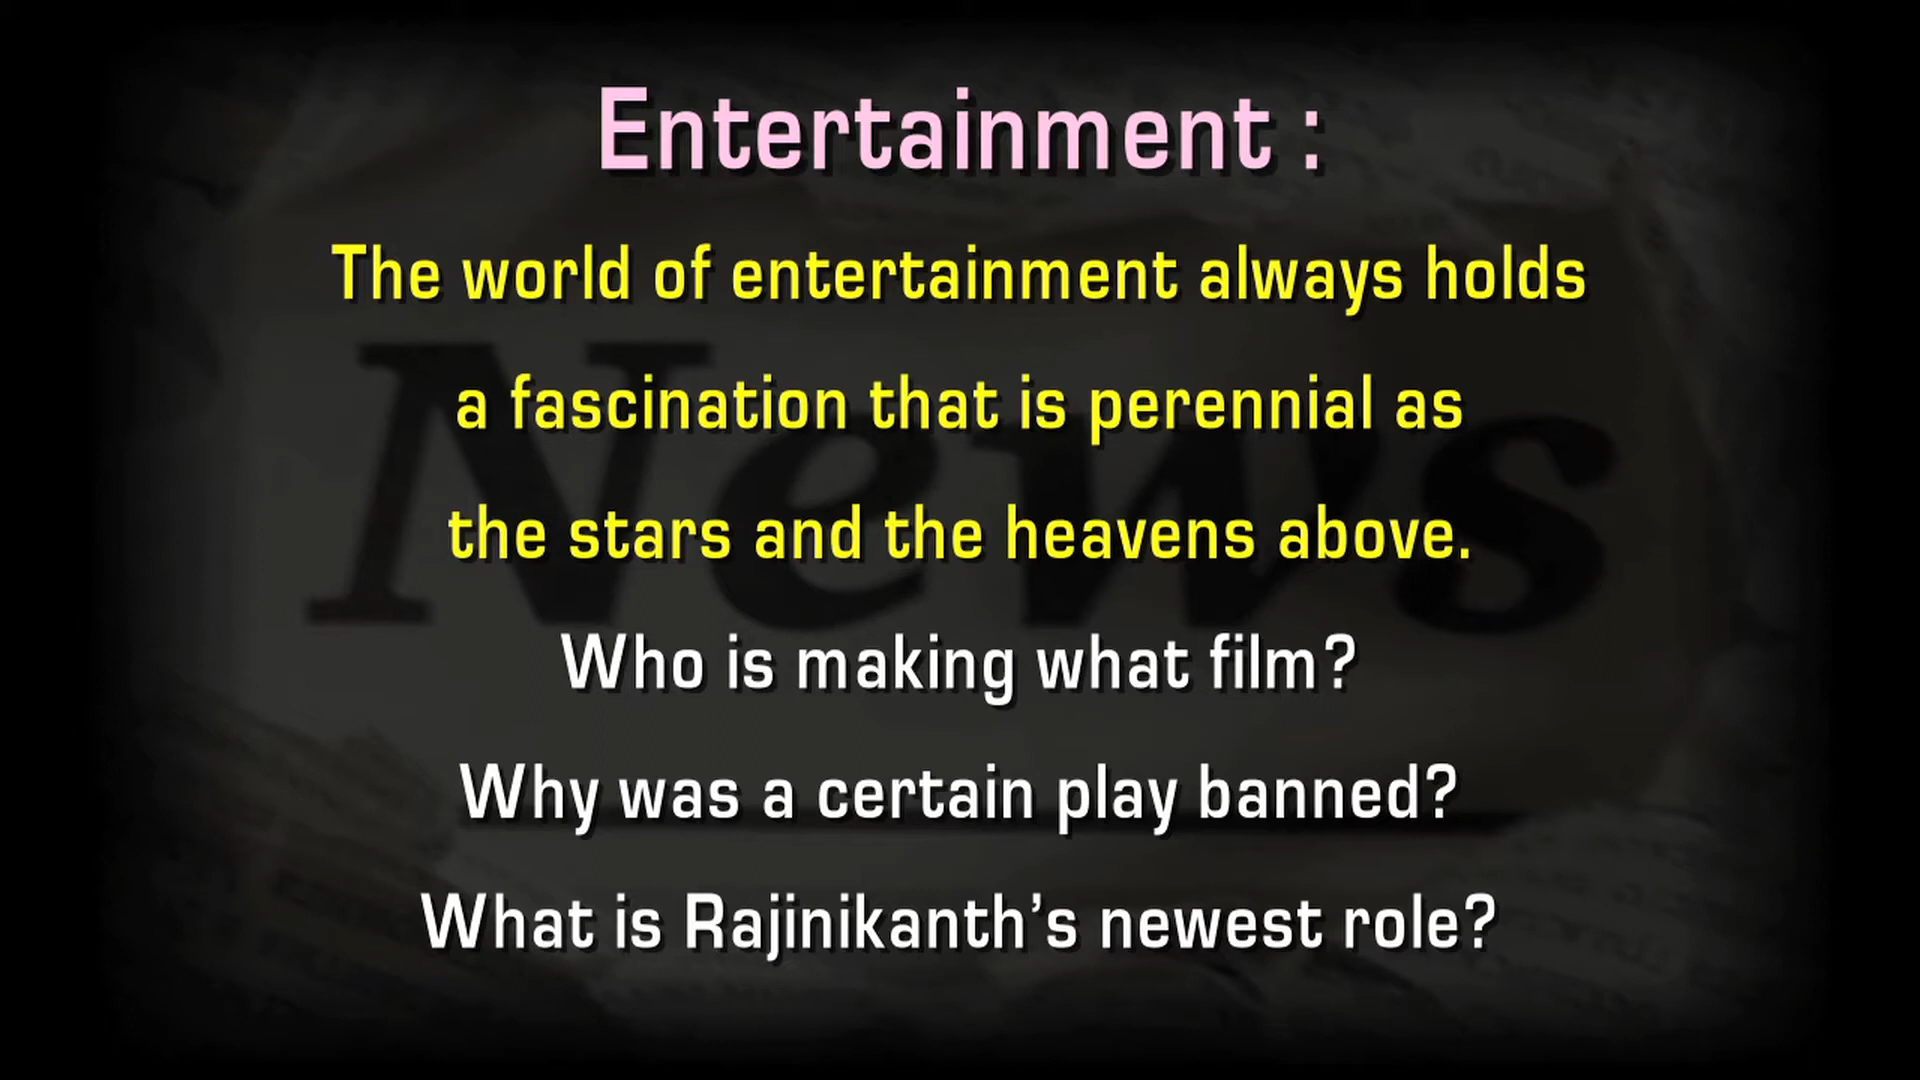 Entertainment :
The world of entertainment always holds
a fascination that is perennial as
the stars and the heavens above.
Who is making what film?
Why was a certain play banned?
What is Rajinikanth's newest role?
News